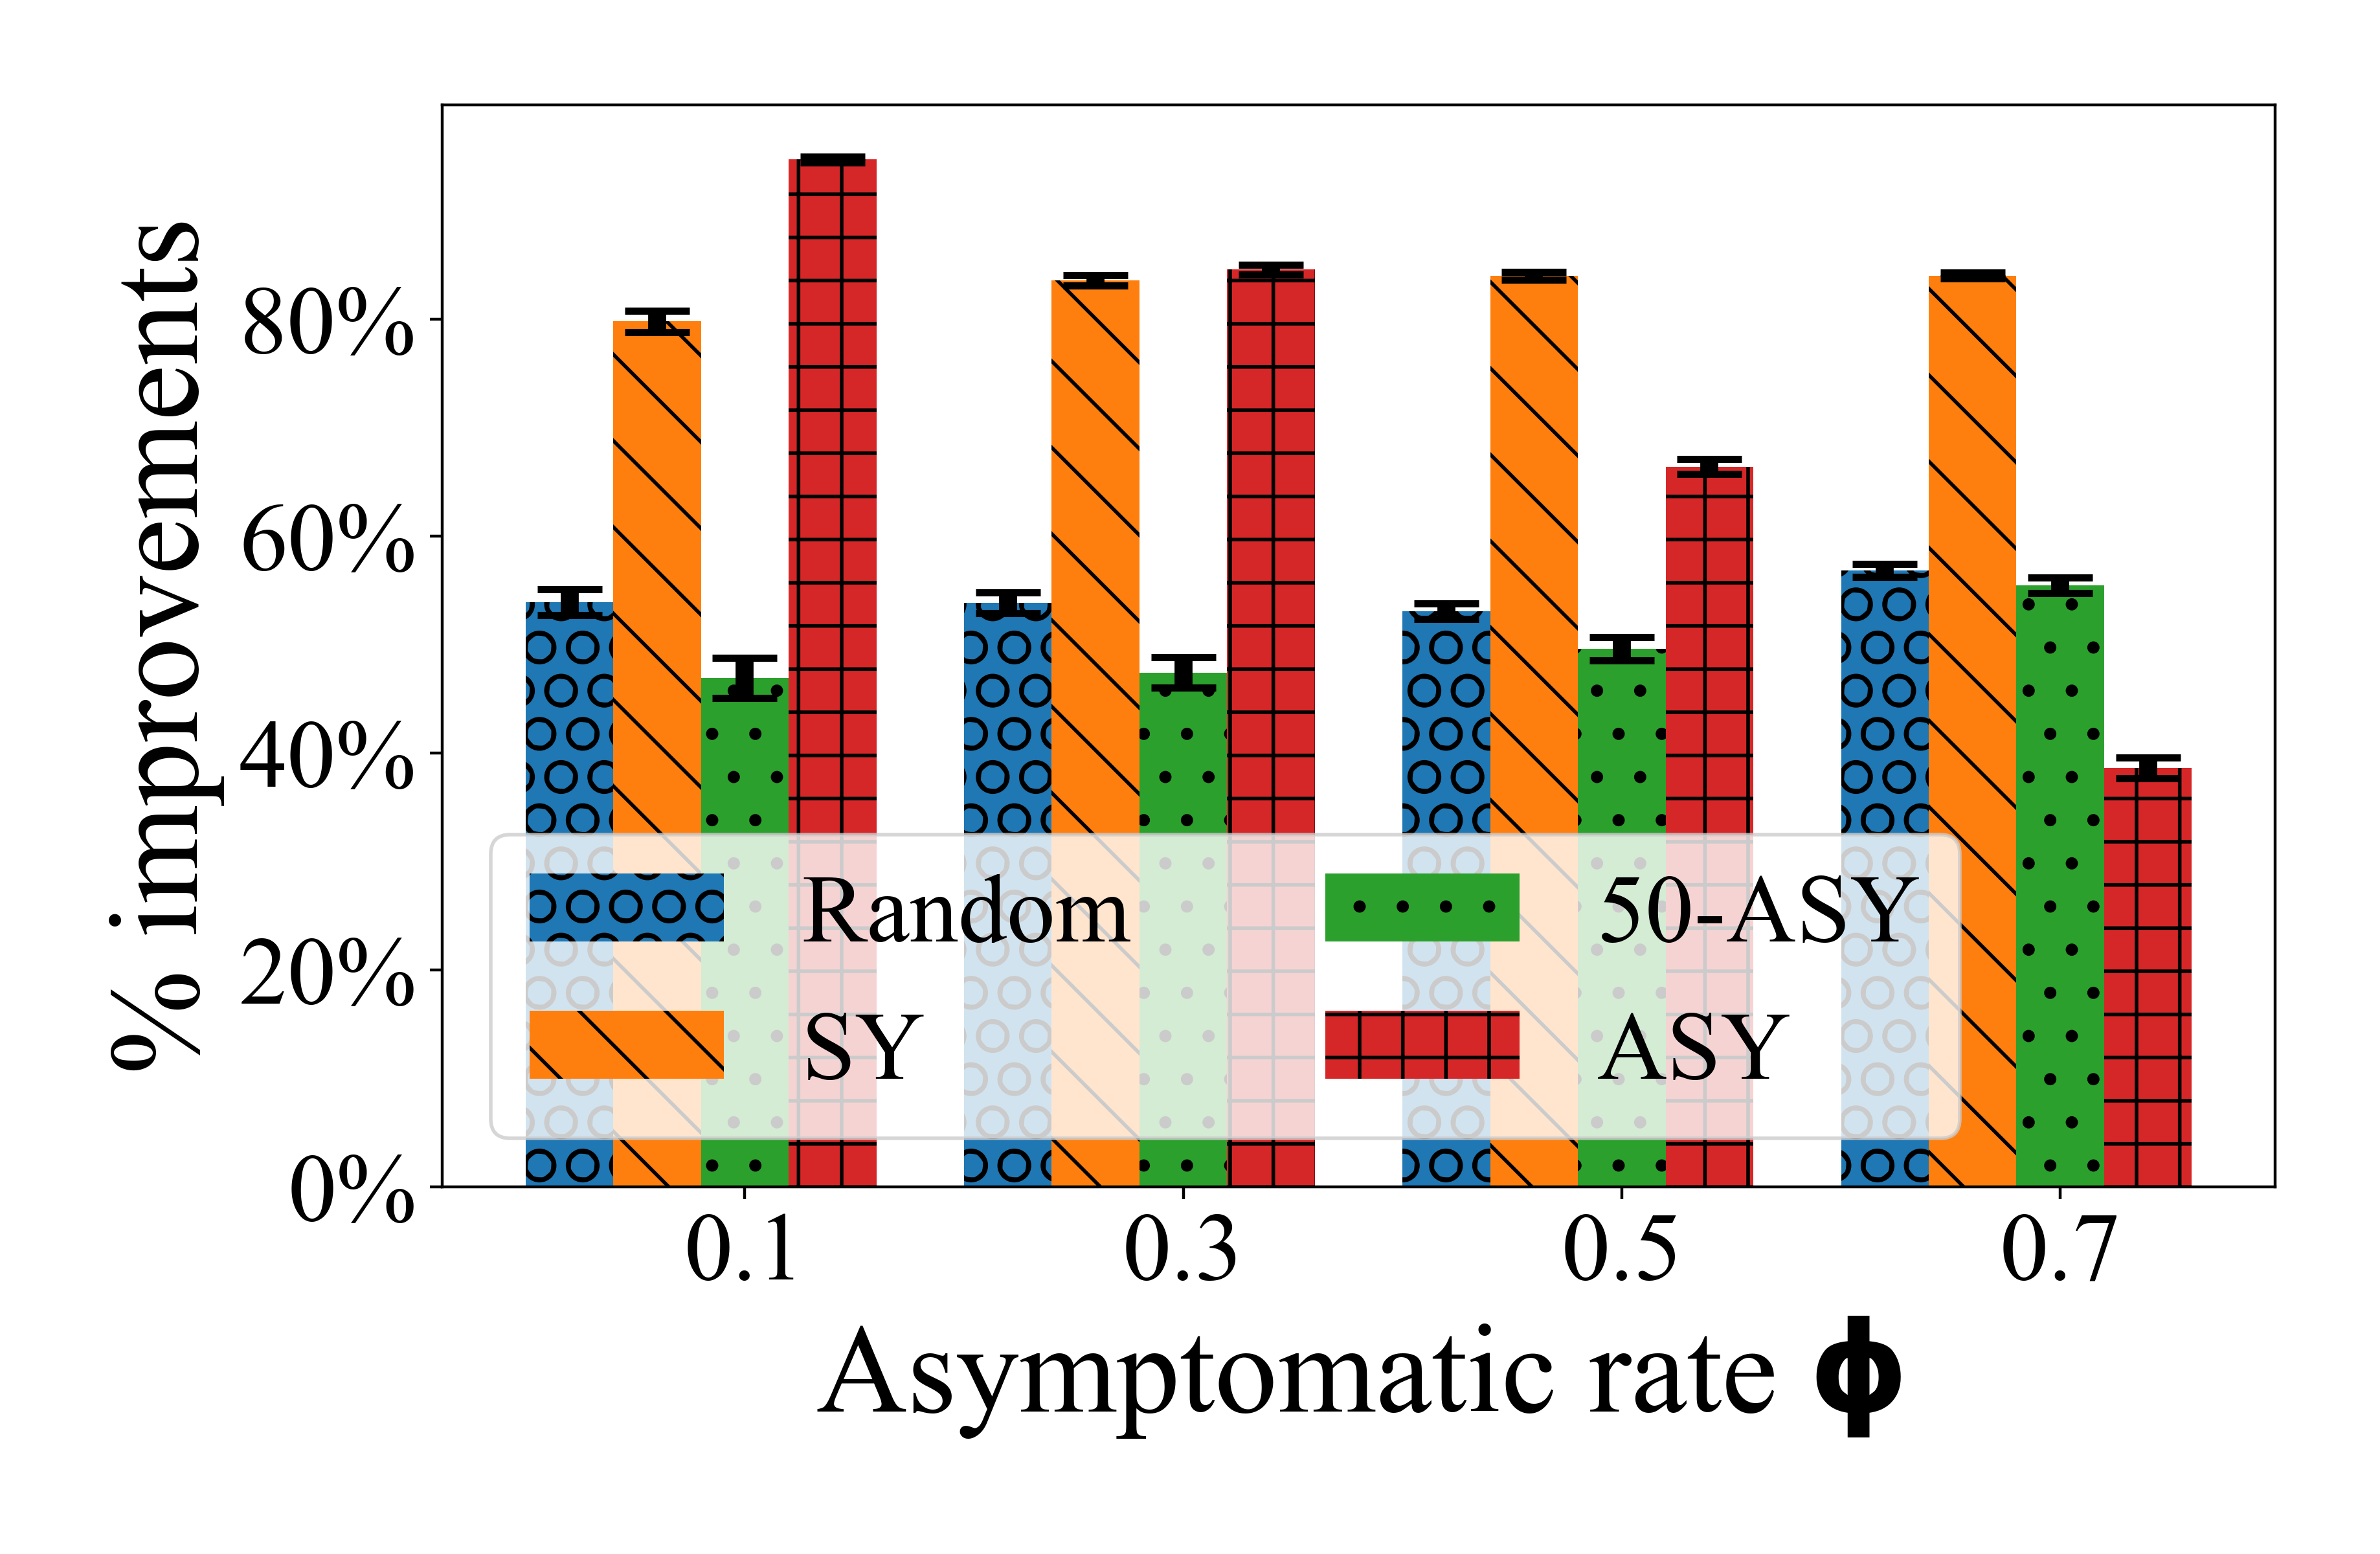 % improvements
80%
60%
40%
20%
0%
Random
50-ASY
SY
ASY
0.1
0.3
0.5
0.7
Asymptomatic rate ϕ